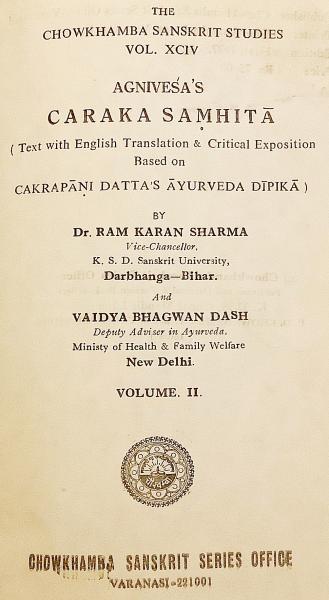 THE
CHOWKHAMBA SANSKRIT STUDIES
VOL. XCIV
AGNIVEŚA'S
CARAKA SAṂHITĀ
( Text with English Translation & Critical Exposition
Based on
CAKRAPĀṆI DATTA'S ĀYURVEDA DĪPIKĀ )
BY
Dr. RAM KARAN SHARMA
Vice-Chancellor,
K. S. D. Sanskrit University,
Darbhanga—Bihar.
And
VAIDYA BHAGWAN DASH
Deputy Adviser in Ayurveda,
Ministy of Health & Family Welfare
New Delhi.
VOLUME. II.
CHOWKHAMBA SANSKRIT SERIES OFFICE
VARANASI-221001